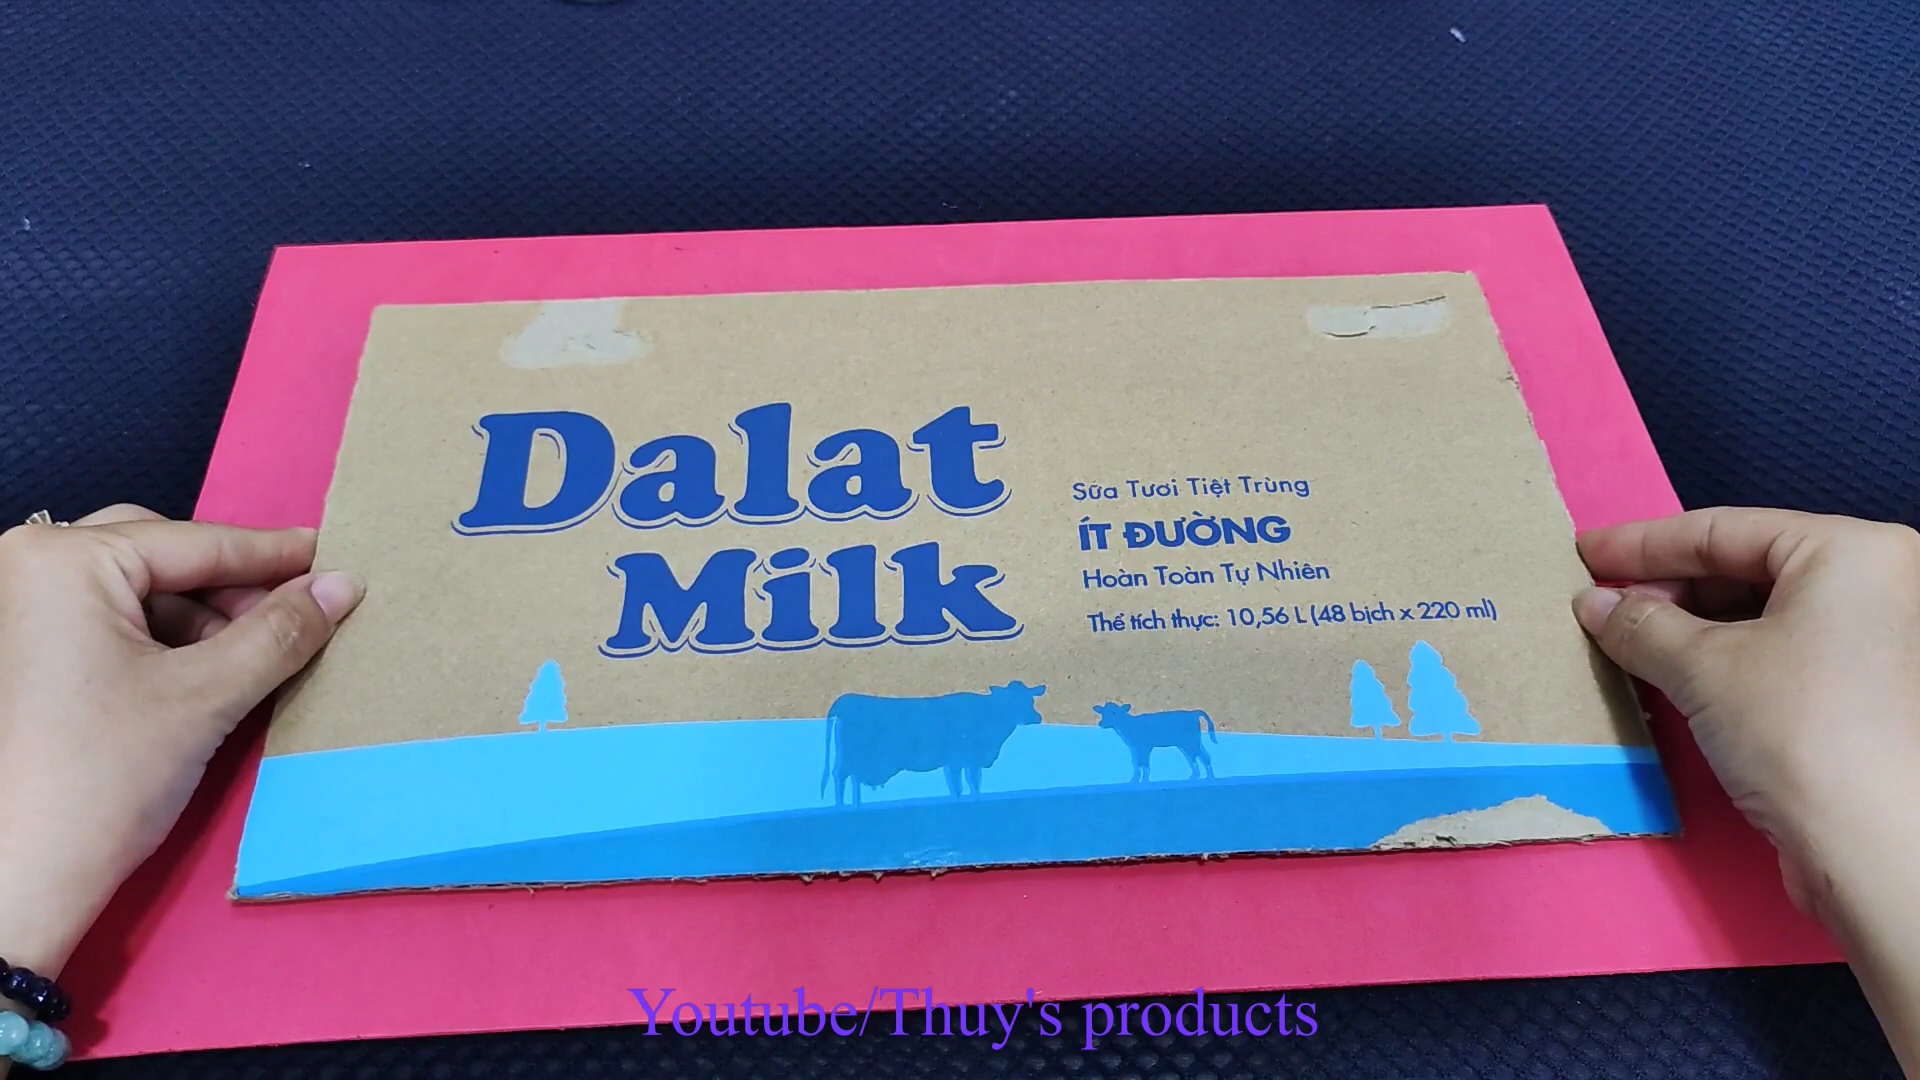 Dalat
Milk
Sữa Tươi Tiệt Trùng
ÍT ĐƯỜNG
Hoàn Toàn Tự Nhiên
Thể tích thực: 10,56 L (48 bịch x 220 ml)
Youtube/Thuy's products